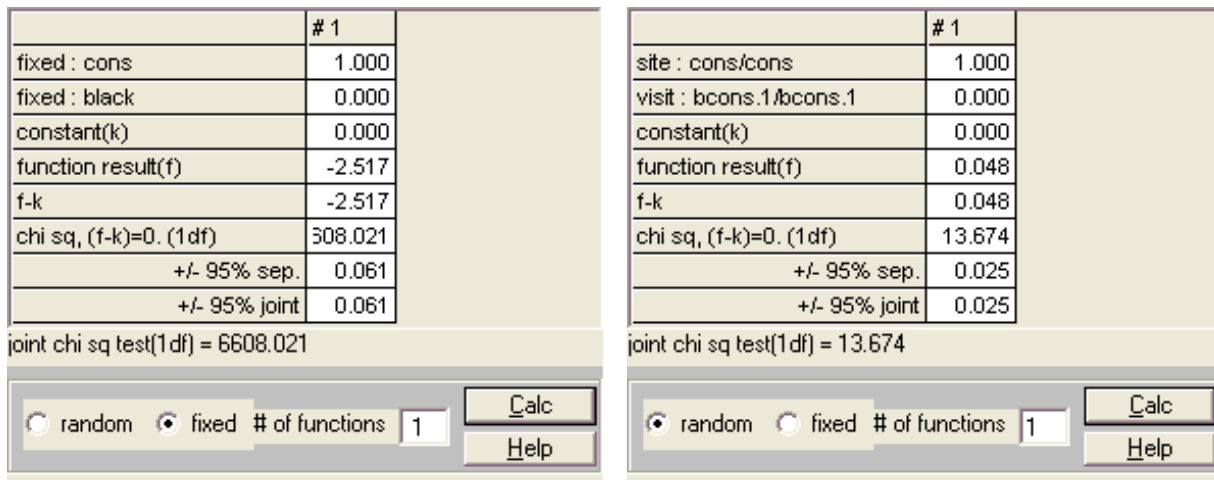 # 1
fixed : cons 1.000
fixed : black 0.000
constant(k) 0.000
function result(f) -2.517
f-k -2.517
chi sq, (f-k)=0. (1df) 608.021
+/- 95% sep. 0.061
+/- 95% joint 0.061
joint chi sq test(1df) = 6608.021
random fixed # of functions 1
Calc
Help
# 1
site : cons/cons 1.000
visit : bcons.1/bcons.1 0.000
constant(k) 0.000
function result(f) 0.048
f-k 0.048
chi sq, (f-k)=0. (1df) 13.674
+/- 95% sep. 0.025
+/- 95% joint 0.025
joint chi sq test(1df) = 13.674
random fixed # of functions 1
Calc
Help